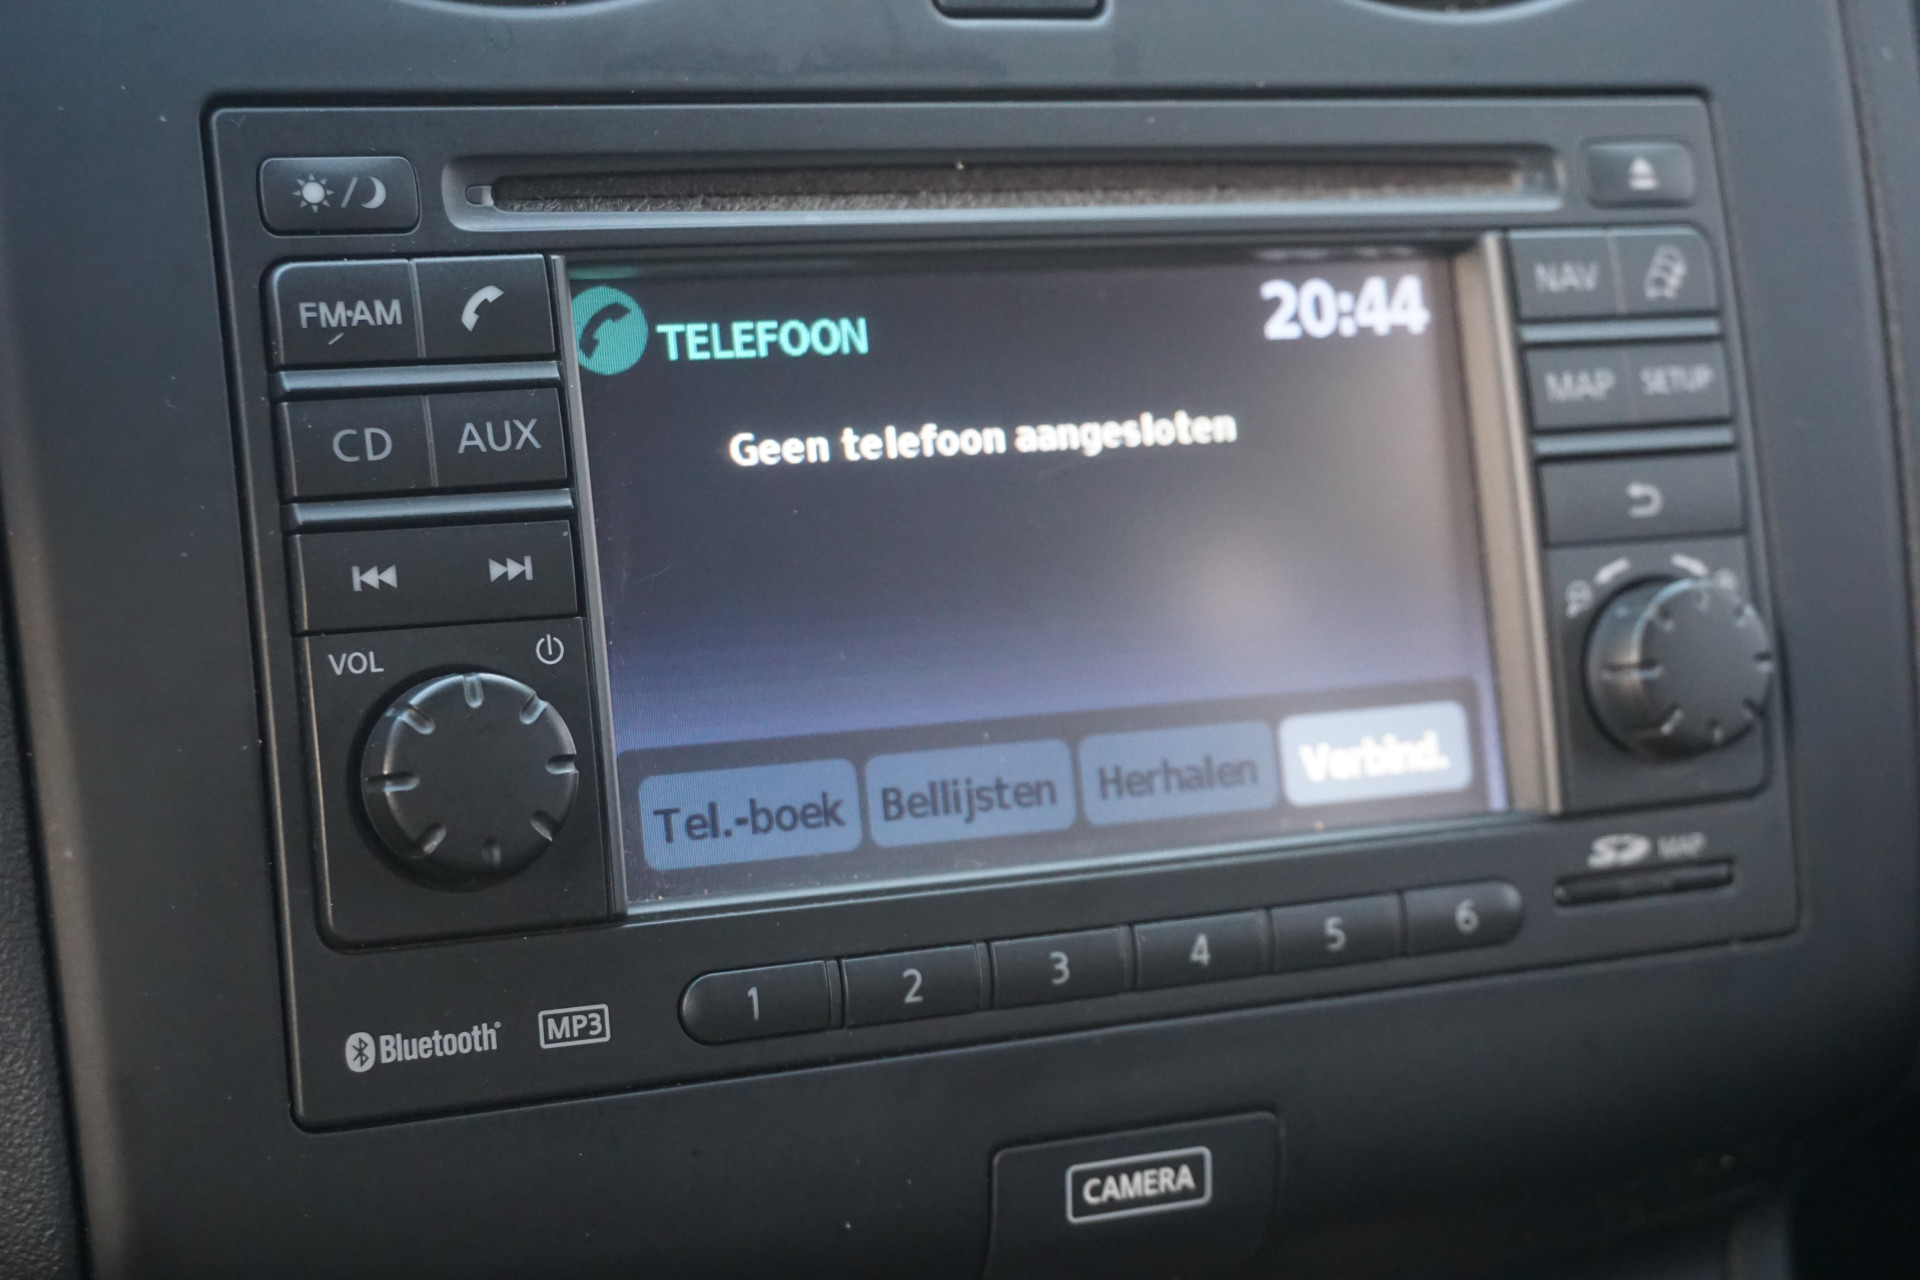 FM·AM
CD
AUX
VOL
TELEFOON
20:44
Geen telefoon aangesloten
Tel.-boek
Bellijsten
Herhalen
Verbind.
NAV
MAP
SETUP
SD MAP
1
2
3
4
5
6
Bluetooth
MP3
CAMERA